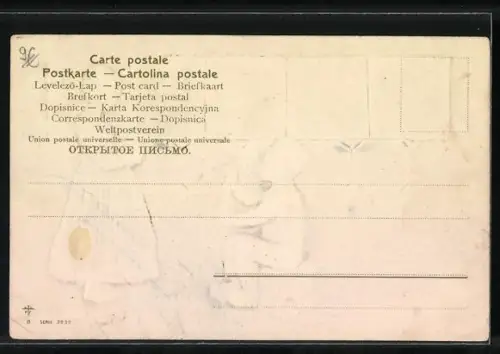 Carte postale
Postkarte — Cartolina postale
Levelező-Lap — Post card — Briefkaart
Brefkort — Tarjeta postal
Dopisnice — Karta Korespondencyjna
Correspondenzkarte — Dopisnica
Weltpostverein
Union postale universelle — Unione postale universale
ОТКРЫТОЕ ПИСЬМО.